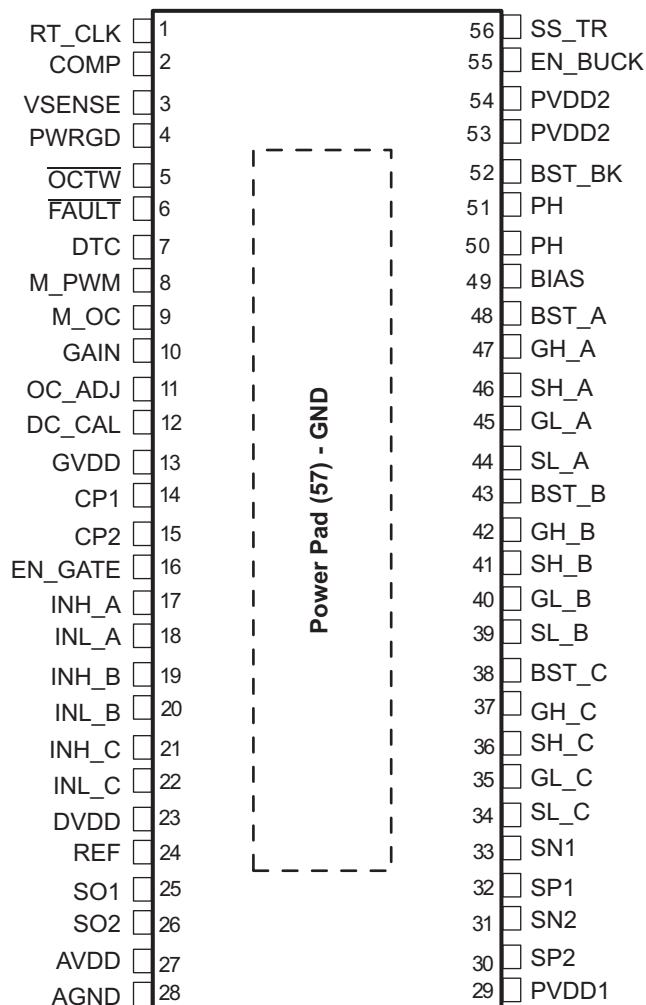 RT_CLK 1 56 SS_TR
COMP 2 55 EN_BUCK
VSENSE 3 54 PVDD2
PWRGD 4 53 PVDD2
OCTW 5 52 BST_BK
FAULT 6 51 PH
DTC 7 50 PH
M_PWM 8 49 BIAS
M_OC 9 48 BST_A
GAIN 10 47 GH_A
OC_ADJ 11 46 SH_A
DC_CAL 12 45 GL_A
GVDD 13 44 SL_A
CP1 14 43 BST_B
CP2 15 42 GH_B
EN_GATE 16 41 SH_B
INH_A 17 40 GL_B
INL_A 18 39 SL_B
INH_B 19 38 BST_C
INL_B 20 37 GH_C
INH_C 21 36 SH_C
INL_C 22 35 GL_C
DVDD 23 34 SL_C
REF 24 33 SN1
SO1 25 32 SP1
SO2 26 31 SN2
AVDD 27 30 SP2
AGND 28 29 PVDD1
Power Pad (57) - GND